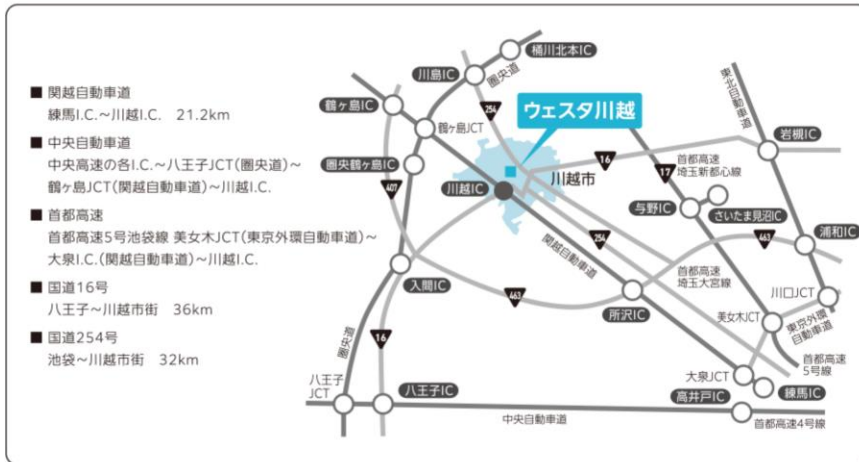 ■ 関越自動車道
練馬I.C.〜川越I.C. 21.2km
■ 中央自動車道
中央高速の各I.C.〜八王子JCT(圏央道)〜
鶴ヶ島JCT(関越自動車道)〜川越I.C.
■ 首都高速
首都高速5号池袋線 美女木JCT(東京外環自動車道)〜
大泉I.C.(関越自動車道)〜川越I.C.
■ 国道16号
八王子〜川越市街 36km
■ 国道254号
池袋〜川越市街 32km
桶川北本IC
川島IC
圏央道
鶴ヶ島IC
254
ウェスタ川越
東北自動車道
鶴ヶ島JCT
岩槻IC
圏央鶴ヶ島IC
16
首都高速
埼玉新都心線
17
川越市
川越IC
407
与野IC
さいたま見沼IC
浦和IC
関越自動車道
254
463
首都高速
埼玉大宮線
入間IC
463
川口JCT
所沢IC
美女木JCT
東京外環
自動車道
圏央道
16
首都高速
5号線
大泉JCT
八王子
JCT
八王子IC
高井戸IC
練馬IC
中央自動車道
首都高速4号線